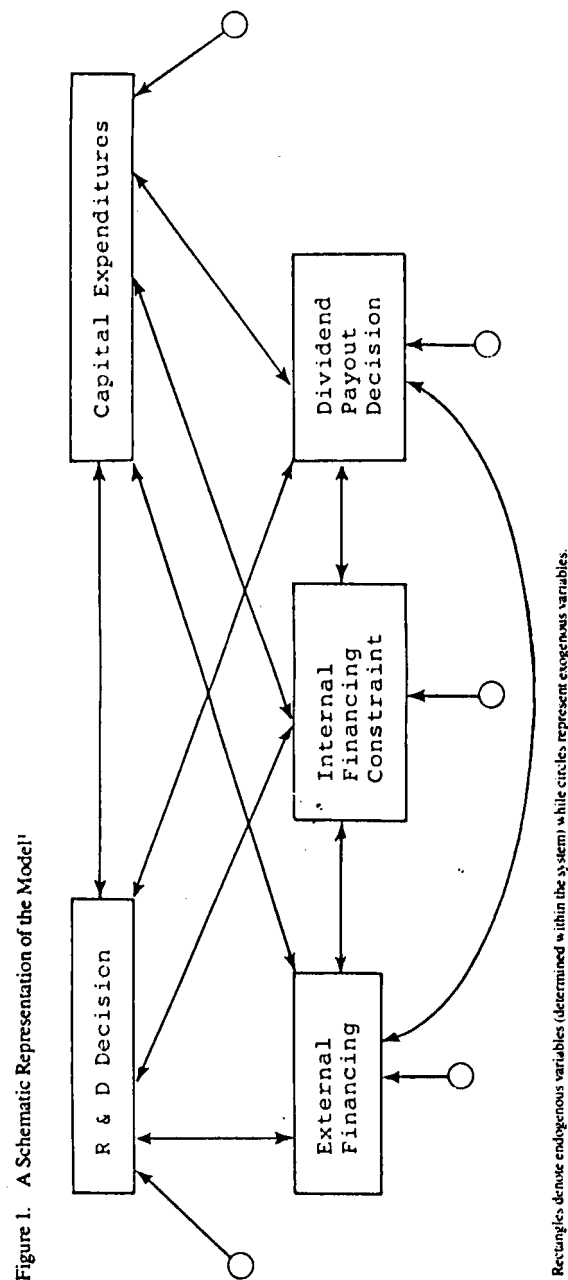 Figure 1. A Schematic Representation of the Model¹
R & D Decision
Capital Expenditures
External
Financing
Internal
Financing
Constraint
Dividend
Payout
Decision
Rectangles denote endogenous variables (determined within the system) while circles represent exogenous variables.